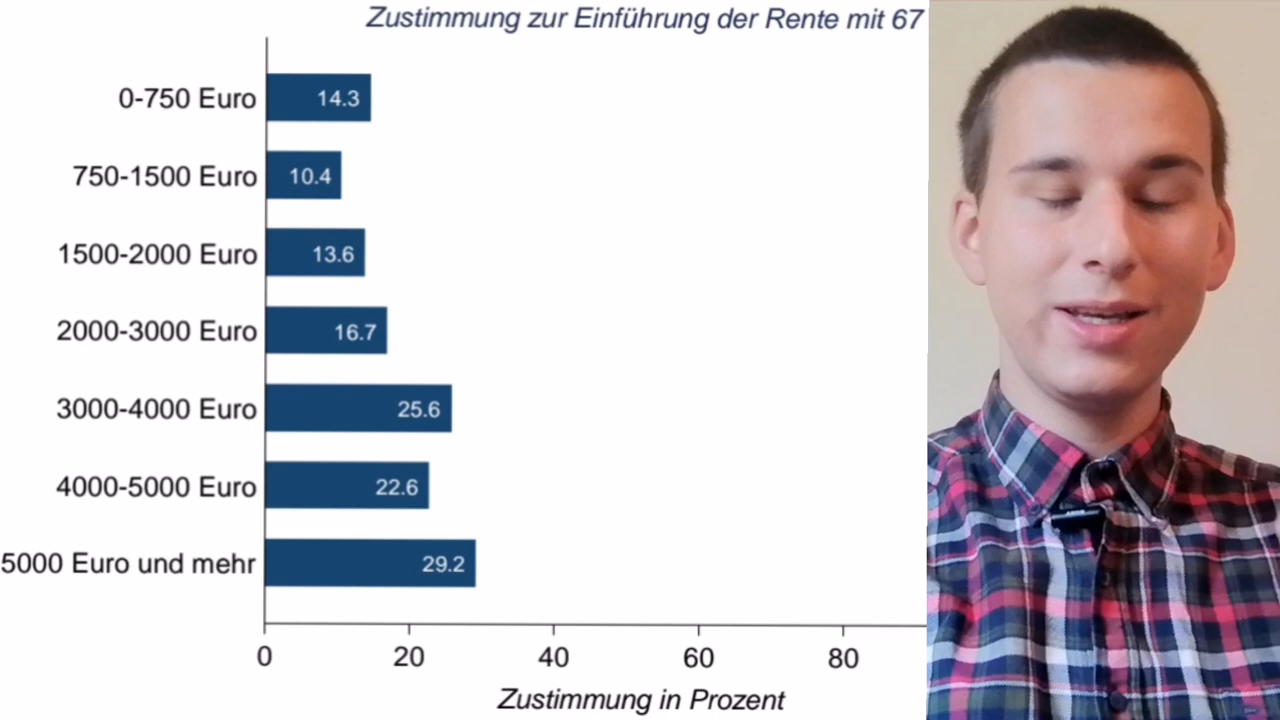 Zustimmung zur Einführung der Rente mit 67
0-750 Euro 14.3
750-1500 Euro 10.4
1500-2000 Euro 13.6
2000-3000 Euro 16.7
3000-4000 Euro 25.6
4000-5000 Euro 22.6
5000 Euro und mehr 29.2
0 20 40 60 80
Zustimmung in Prozent